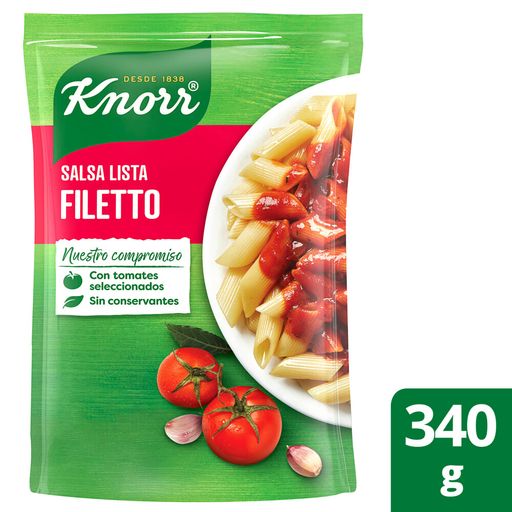 DESDE 1838
Knorr®
SALSA LISTA
FILETTO
Nuestro compromiso
Con tomates
seleccionados
Sin conservantes
340
g